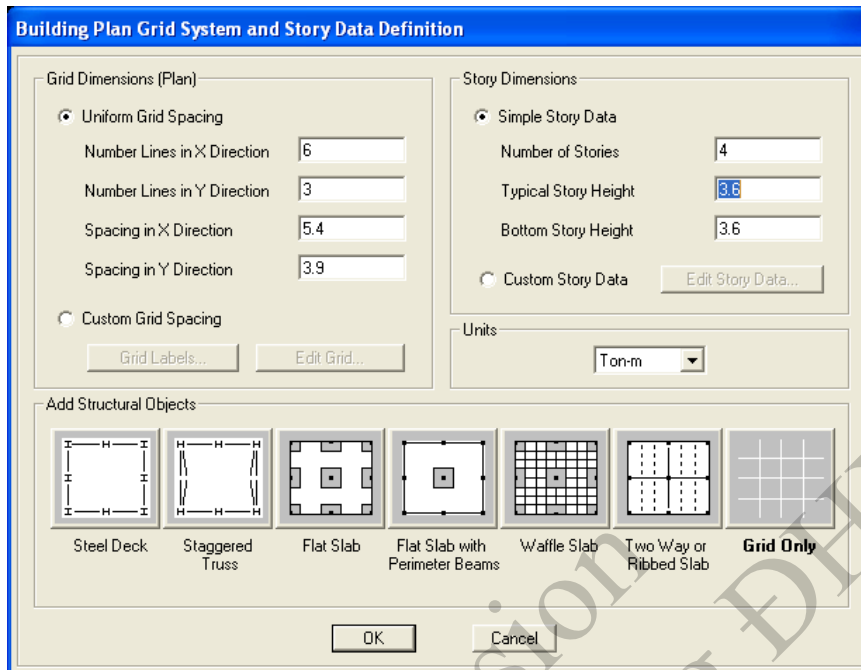 Building Plan Grid System and Story Data Definition
Grid Dimensions (Plan)
Uniform Grid Spacing
Number Lines in X Direction 6
Number Lines in Y Direction 3
Spacing in X Direction 5.4
Spacing in Y Direction 3.9
Custom Grid Spacing
Grid Labels... Edit Grid...
Story Dimensions
Simple Story Data
Number of Stories 4
Typical Story Height 3.6
Bottom Story Height 3.6
Custom Story Data Edit Story Data...
Units
Ton-m
Add Structural Objects
Steel Deck
Staggered
Truss
Flat Slab
Flat Slab with
Perimeter Beams
Waffle Slab
Two Way or
Ribbed Slab
Grid Only
OK Cancel